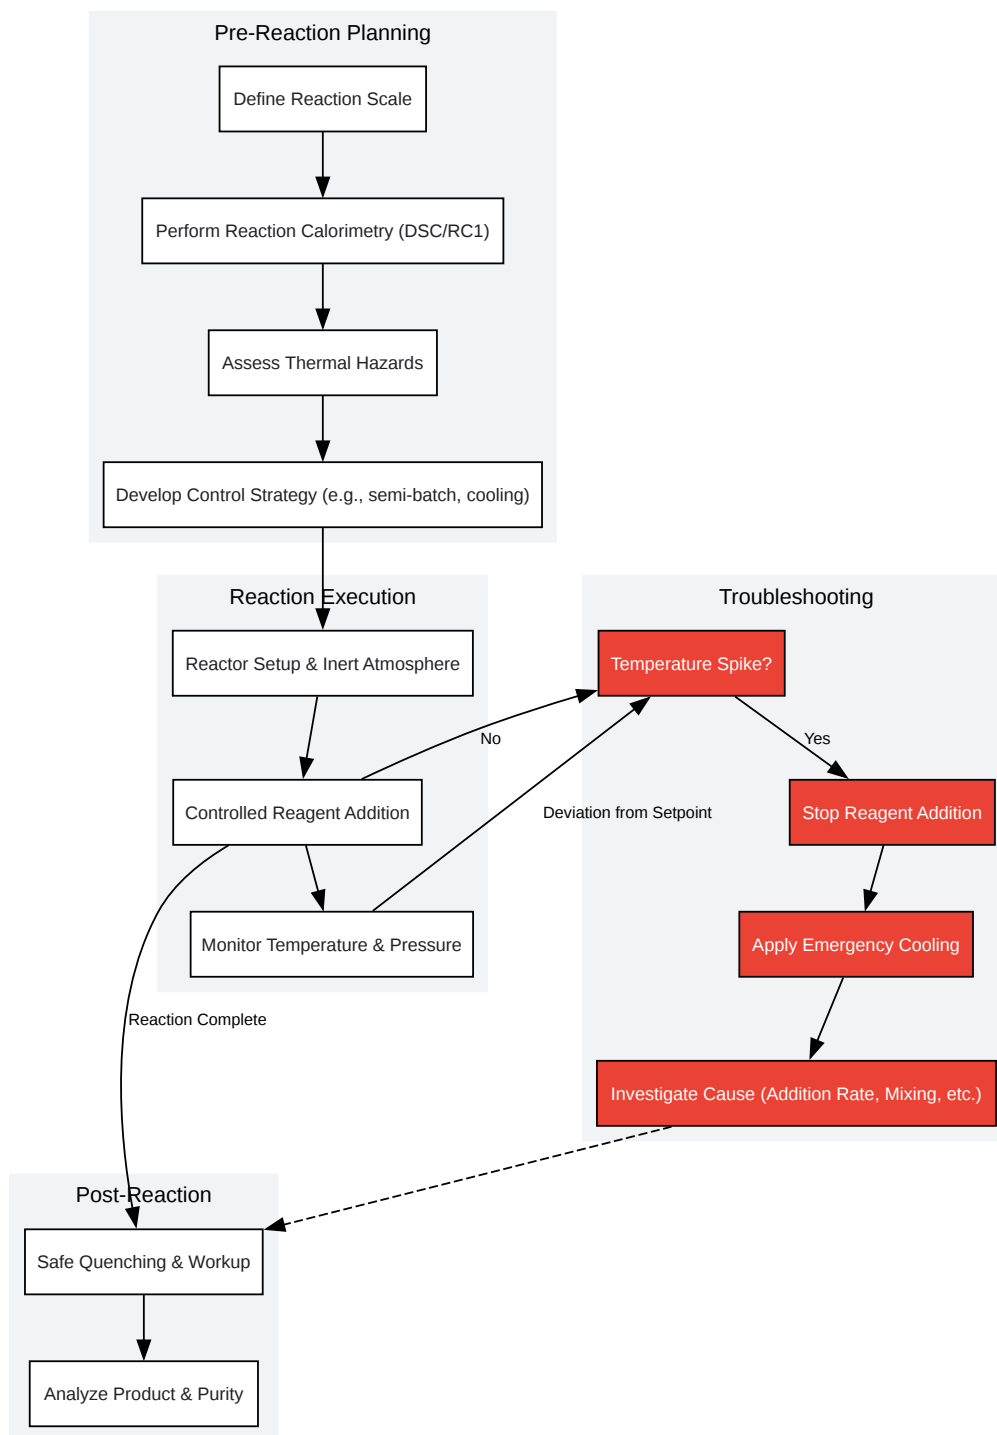 Pre-Reaction Planning
Define Reaction Scale
Perform Reaction Calorimetry (DSC/RC1)
Assess Thermal Hazards
Develop Control Strategy (e.g., semi-batch, cooling)
Reaction Execution
Reactor Setup & Inert Atmosphere
Controlled Reagent Addition
Monitor Temperature & Pressure
Troubleshooting
Temperature Spike?
No
Yes
Deviation from Setpoint
Stop Reagent Addition
Apply Emergency Cooling
Investigate Cause (Addition Rate, Mixing, etc.)
Reaction Complete
Post-Reaction
Safe Quenching & Workup
Analyze Product & Purity